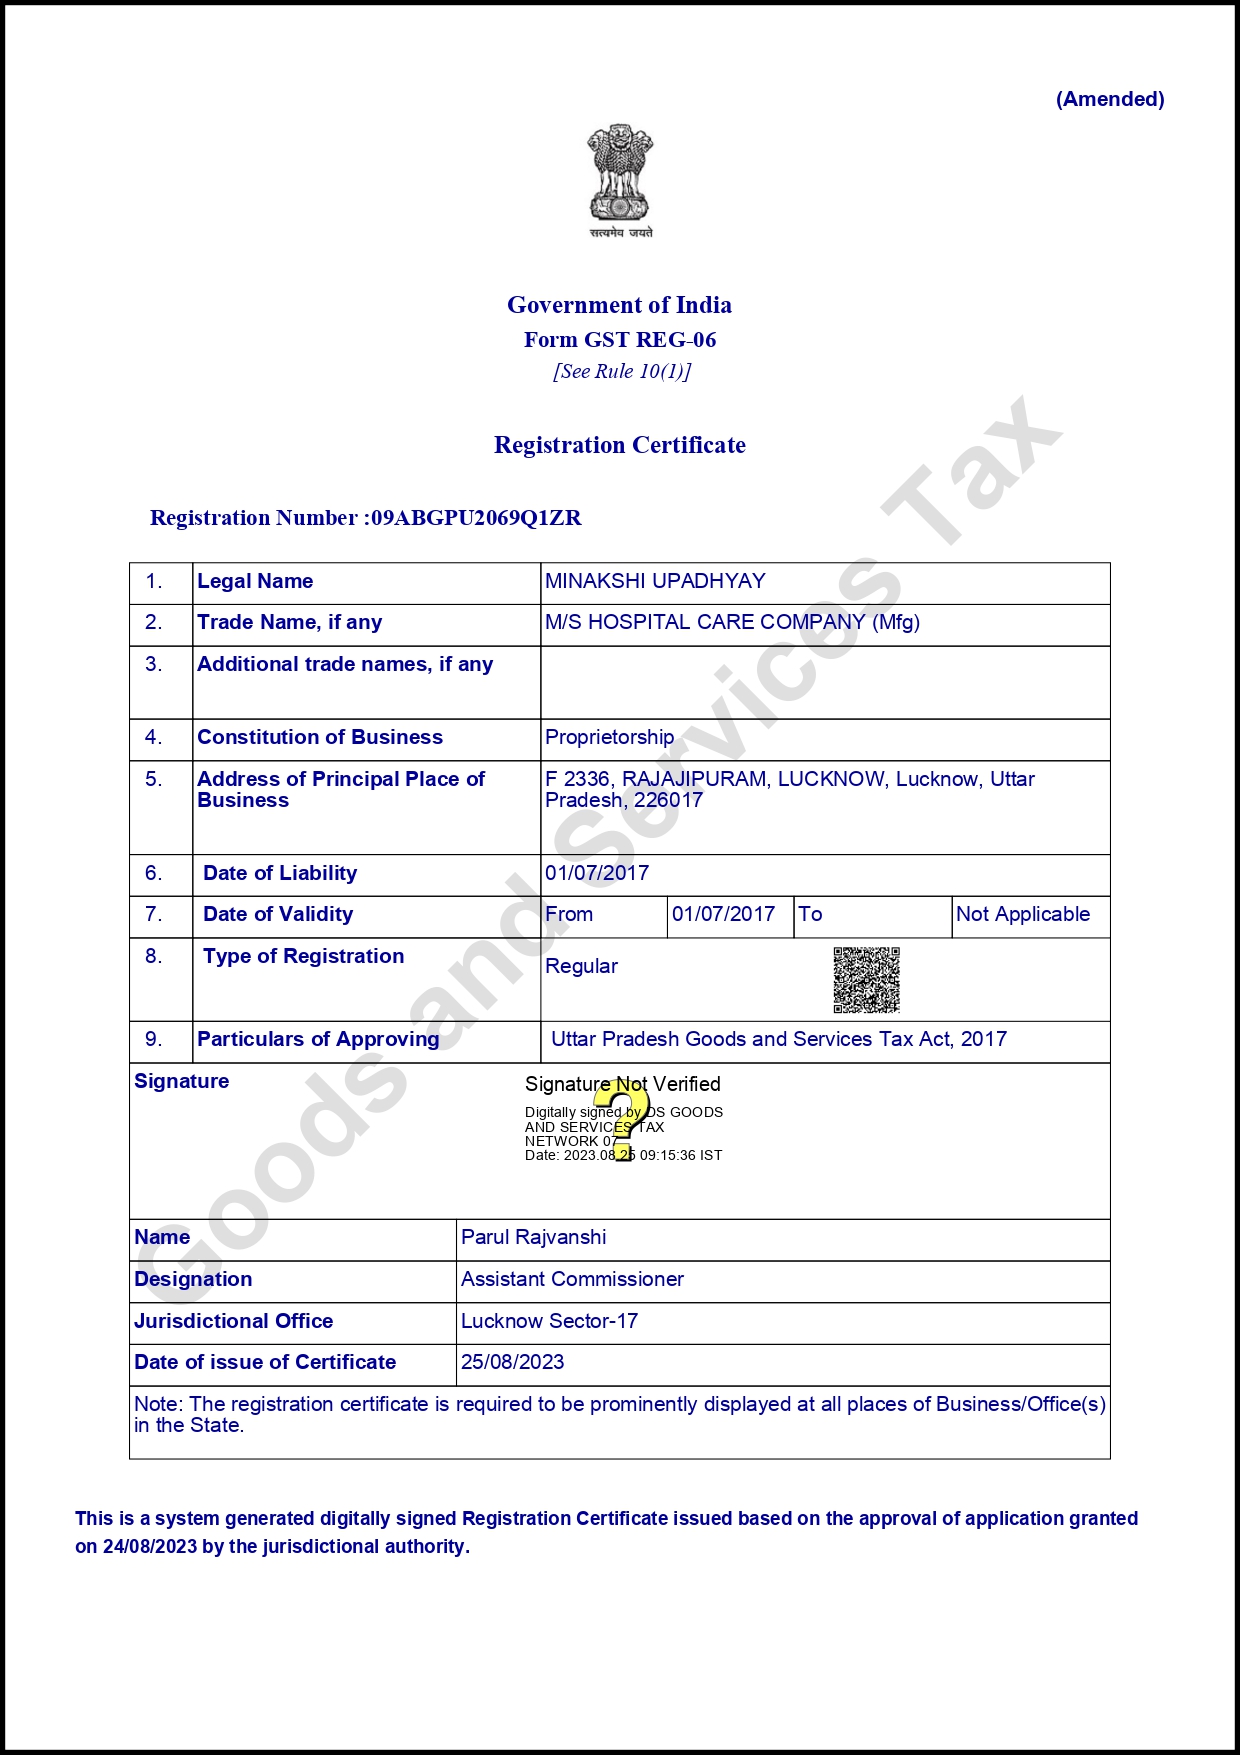 (Amended)
सत्यमेव जयते
Government of India
Form GST REG-06
[See Rule 10(1)]
Registration Certificate
Registration Number :09ABGPU2069Q1ZR
1. Legal Name MINAKSHI UPADHYAY
2. Trade Name, if any M/S HOSPITAL CARE COMPANY (Mfg)
3. Additional trade names, if any
4. Constitution of Business Proprietorship
5. Address of Principal Place of F 2336, RAJAJIPURAM, LUCKNOW, Lucknow, Uttar
Business Pradesh, 226017
6. Date of Liability 01/07/2017
7. Date of Validity From 01/07/2017 To Not Applicable
8. Type of Registration Regular
9. Particulars of Approving Uttar Pradesh Goods and Services Tax Act, 2017
Signature Signature Not Verified
Digitally signed by DS GOODS
AND SERVICES TAX
NETWORK 07
Date: 2023.08.25 09:15:36 IST
Name Parul Rajvanshi
Designation Assistant Commissioner
Jurisdictional Office Lucknow Sector-17
Date of issue of Certificate 25/08/2023
Note: The registration certificate is required to be prominently displayed at all places of Business/Office(s)
in the State.
This is a system generated digitally signed Registration Certificate issued based on the approval of application granted
on 24/08/2023 by the jurisdictional authority.
Goods and Services Tax